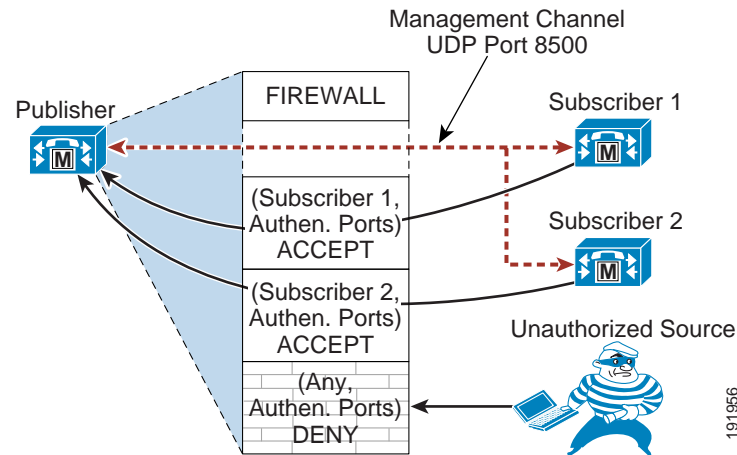 Management Channel
UDP Port 8500
FIREWALL
Publisher
Subscriber 1
M
M
(Subscriber 1,
Authen. Ports)
ACCEPT
Subscriber 2
M
(Subscriber 2,
Authen. Ports)
ACCEPT
Unauthorized Source
(Any,
Authen. Ports)
DENY
191956